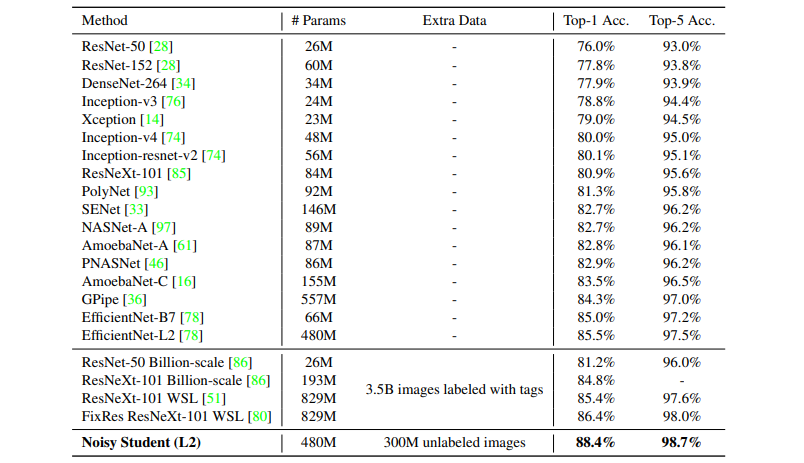 Method # Params Extra Data Top-1 Acc. Top-5 Acc.
ResNet-50 [28] 26M - 76.0% 93.0%
ResNet-152 [28] 60M - 77.8% 93.8%
DenseNet-264 [34] 34M - 77.9% 93.9%
Inception-v3 [76] 24M - 78.8% 94.4%
Xception [14] 23M - 79.0% 94.5%
Inception-v4 [74] 48M - 80.0% 95.0%
Inception-resnet-v2 [74] 56M - 80.1% 95.1%
ResNeXt-101 [85] 84M - 80.9% 95.6%
PolyNet [93] 92M - 81.3% 95.8%
SENet [33] 146M - 82.7% 96.2%
NASNet-A [97] 89M - 82.7% 96.2%
AmoebaNet-A [61] 87M - 82.8% 96.1%
PNASNet [46] 86M - 82.9% 96.2%
AmoebaNet-C [16] 155M - 83.5% 96.5%
GPipe [36] 557M - 84.3% 97.0%
EfficientNet-B7 [78] 66M - 85.0% 97.2%
EfficientNet-L2 [78] 480M - 85.5% 97.5%
ResNet-50 Billion-scale [86] 26M 81.2% 96.0%
ResNeXt-101 Billion-scale [86] 193M 84.8% -
3.5B images labeled with tags
ResNeXt-101 WSL [51] 829M 85.4% 97.6%
FixRes ResNeXt-101 WSL [80] 829M 86.4% 98.0%
Noisy Student (L2) 480M 300M unlabeled images 88.4% 98.7%